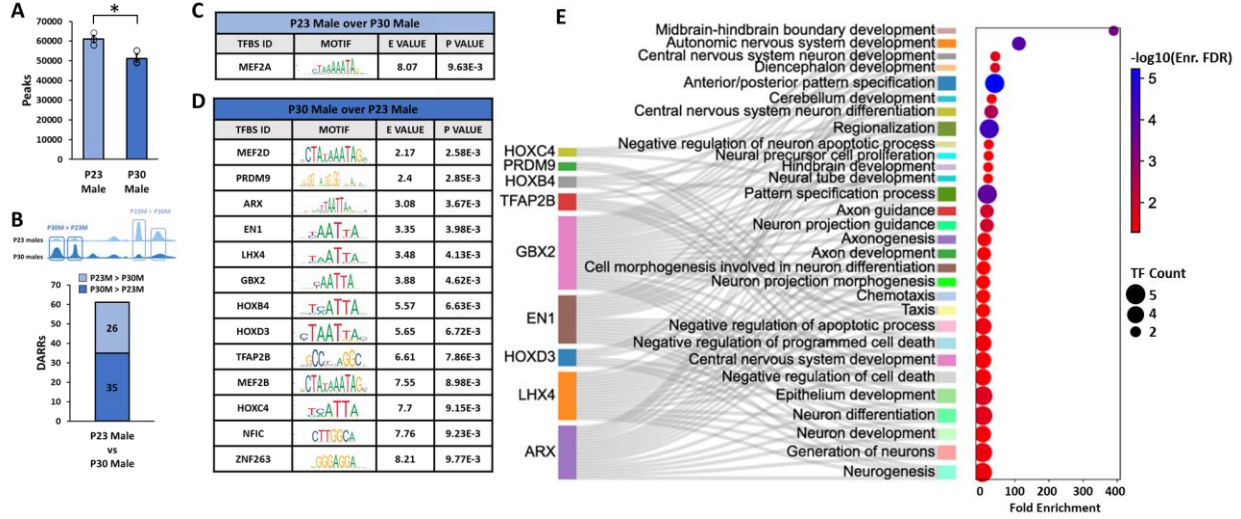 A
*
Peaks
70000
60000
50000
40000
30000
20000
10000
0
P23 Male
P30 Male
B
P23M > P30M
P30M > P23M
P23 males
P30 males
P23M > P30M
P30M > P23M
DARRs
70
60
50
40
30
20
10
0
26
35
P23 Male
vs
P30 Male
C
P23 Male over P30 Male
TFBS ID MOTIF E VALUE P VALUE
MEF2A 8.07 9.63E-3
D
P30 Male over P23 Male
TFBS ID MOTIF E VALUE P VALUE
MEF2D CTAAAATAG 2.17 2.58E-3
PRDM9 2.4 2.85E-3
ARX TAATTA 3.08 3.67E-3
EN1 AATTA 3.35 3.98E-3
LHX4 AATTA 3.48 4.13E-3
GBX2 AATTA 3.88 4.62E-3
HOXB4 ATTA 5.57 6.63E-3
HOXD3 TAATTA 5.65 6.72E-3
TFAP2B GCC GGC 6.61 7.86E-3
MEF2B CTA AAATAG 7.55 8.98E-3
HOXC4 ATTA 7.7 9.15E-3
NFIC CTTGGCA 7.76 9.23E-3
ZNF263 GGGAGGA 8.21 9.77E-3
E
HOXC4
PRDM9
HOXB4
TFAP2B
GBX2
EN1
HOXD3
LHX4
ARX
Midbrain-hindbrain boundary development
Autonomic nervous system development
Central nervous system neuron development
Diencephalon development
Anterior/posterior pattern specification
Cerebellum development
Central nervous system neuron differentiation
Regionalization
Negative regulation of neuron apoptotic process
Neural precursor cell proliferation
Hindbrain development
Neural tube development
Pattern specification process
Axon guidance
Neuron projection guidance
Axonogenesis
Axon development
Cell morphogenesis involved in neuron differentiation
Neuron projection morphogenesis
Chemotaxis
Taxis
Negative regulation of apoptotic process
Negative regulation of programmed cell death
Central nervous system development
Negative regulation of cell death
Epithelium development
Neuron differentiation
Neuron development
Generation of neurons
Neurogenesis
0 100 200 300 400
Fold Enrichment
-log10(Enr. FDR)
5
4
3
2
TF Count
5
4
2